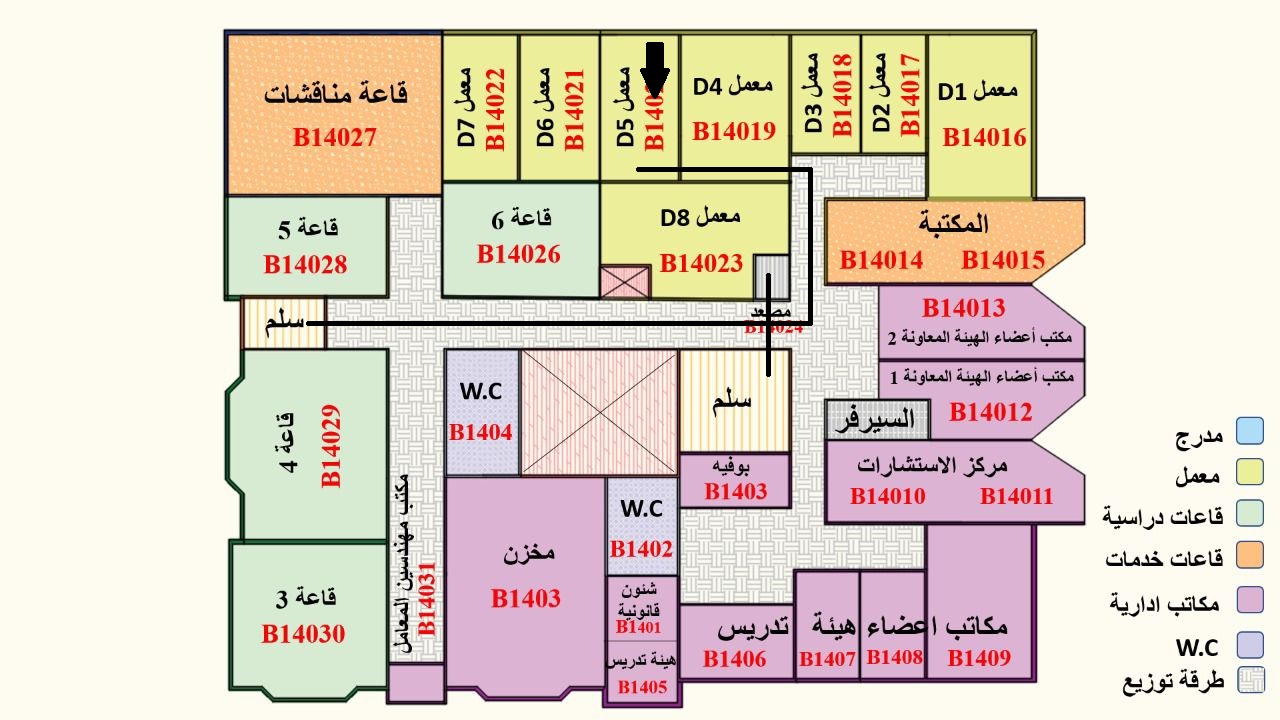 قاعة مناقشات
B14027
معمل D7
B14022
معمل D6
B14021
معمل D5
معمل D4
B14019
معمل D3
B14018
معمل D2
B14017
معمل D1
B14016
قاعة 5
B14028
قاعة 6
B14026
معمل D8
B14023
المكتبة
B14014 B14015
سلم
مصعد
B14024
B14013
مكتب أعضاء الهيئة المعاونة 2
مكتب أعضاء الهيئة المعاونة 1
B14012
السيرفر
قاعة 4
B14029
W.C
B1404
سلم
بوفيه
B1403
مركز الاستشارات
B14010 B14011
مكتب مهندسين المعامل
B14031
مخزن
B1403
W.C
B1402
شئون
قانونية
B1401
هيئة تدريس
B1405
قاعة 3
B14030
مكاتب اعضاء هيئة تدريس
B1406
B1407
B1408
B1409
مدرج
معمل
قاعات دراسية
قاعات خدمات
مكاتب ادارية
W.C
طرقة توزيع